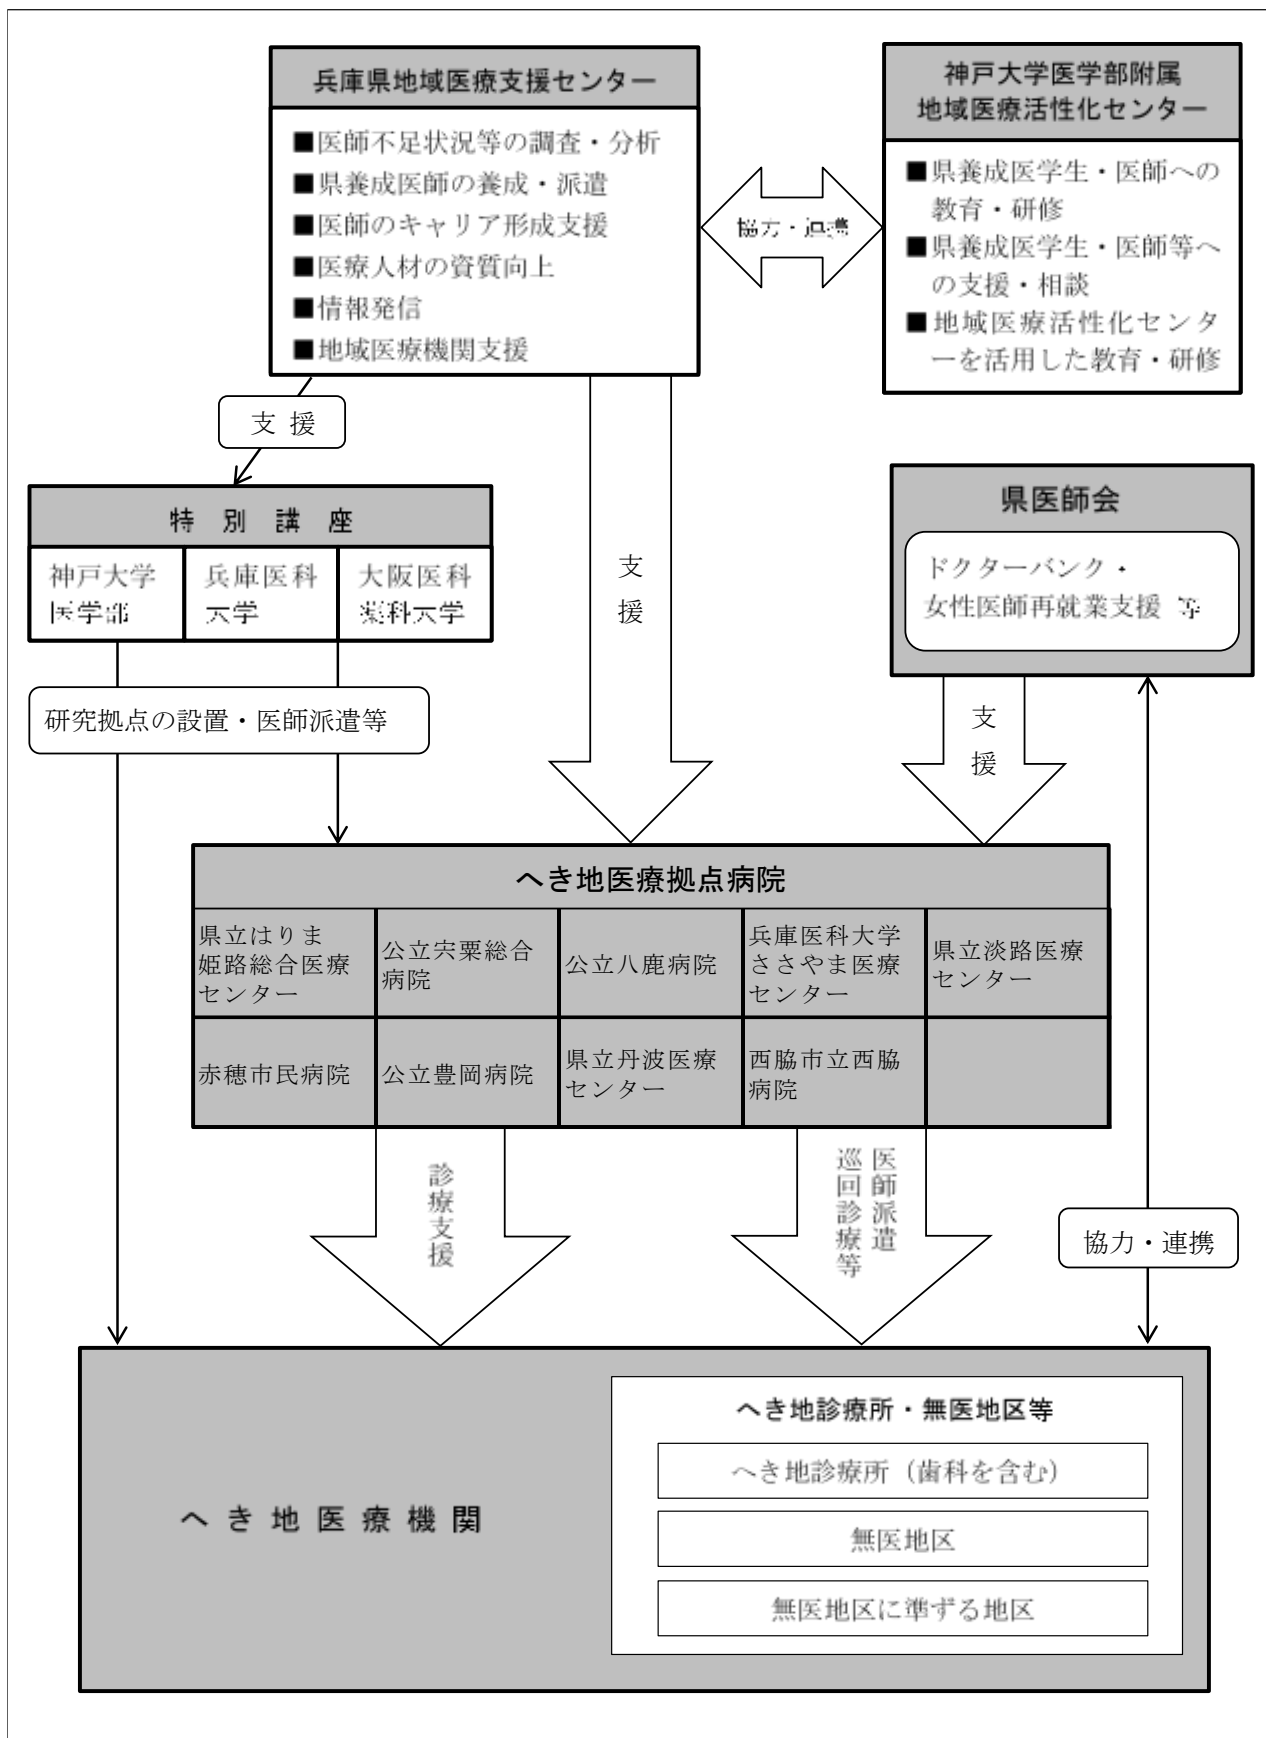 兵庫県地域医療支援センター
■医師不足状況等の調査・分析
■県養成医師の養成・派遣
■医師のキャリア形成支援
■医療人材の資質向上
■情報発信
■地域医療機関支援
協力・連携
神戸大学医学部附属
地域医療活性化センター
■県養成医学生・医師への
教育・研修
■県養成医学生・医師等へ
の支援・相談
■地域医療活性化センタ
ーを活用した教育・研修
支 援
特 別 講 座
神戸大学
医学部
兵庫医科
大学
大阪医科
薬科大学
支援
県医師会
ドクターバンク・
女性医師再就業支援 等
研究拠点の設置・医師派遣等
支援
へき地医療拠点病院
県立はりま
姫路総合医療
センター
公立宍粟総合
病院
公立八鹿病院
兵庫医科大学
ささやま医療
センター
県立淡路医療
センター
赤穂市民病院
公立豊岡病院
県立丹波医療
センター
西脇市立西脇
病院
診療支援
医師派遣
巡回診療等
協力・連携
へき地医療機関
へき地診療所・無医地区等
へき地診療所（歯科を含む）
無医地区
無医地区に準ずる地区